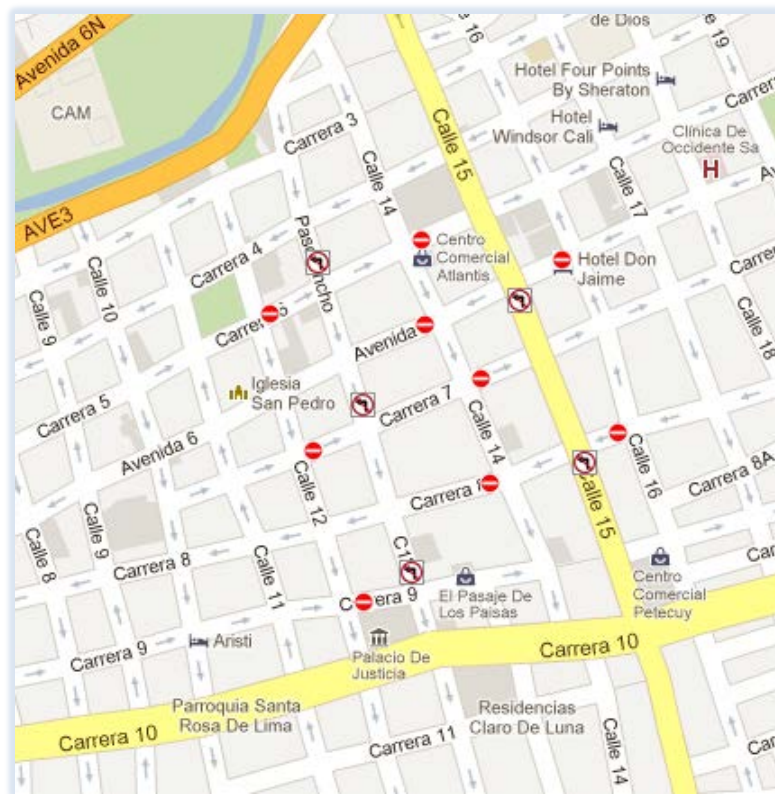 Avenida 6N
Calle 16
de Dios
Calle 19
Hotel Four Points
By Sheraton
CAM
Hotel
Windsor Cali
Carrera 3
Calle 15
Clínica De
Occidente Sa
H
Calle 14
Calle 17
AVE3
Carrera 4
Centro
Comercial
Atlantis
Hotel Don
Jaime
Calle 10
Calle 9
Avenida
Calle 18
Iglesia
San Pedro
Carrera 7
Carrera 5
Avenida 6
Calle 14
Calle 12
Calle 16
Carrera 8A
Calle 15
Calle 9
Calle 8
Carrera 8
Calle 11
Centro
Comercial
Petecuy
El Pasaje De
Los Paisas
Carrera 9
Aristi
Palacio De
Justicia
Carrera 10
Parroquia Santa
Rosa De Lima
Residencias
Claro De Luna
Carrera 10
Carrera 11
Calle 14